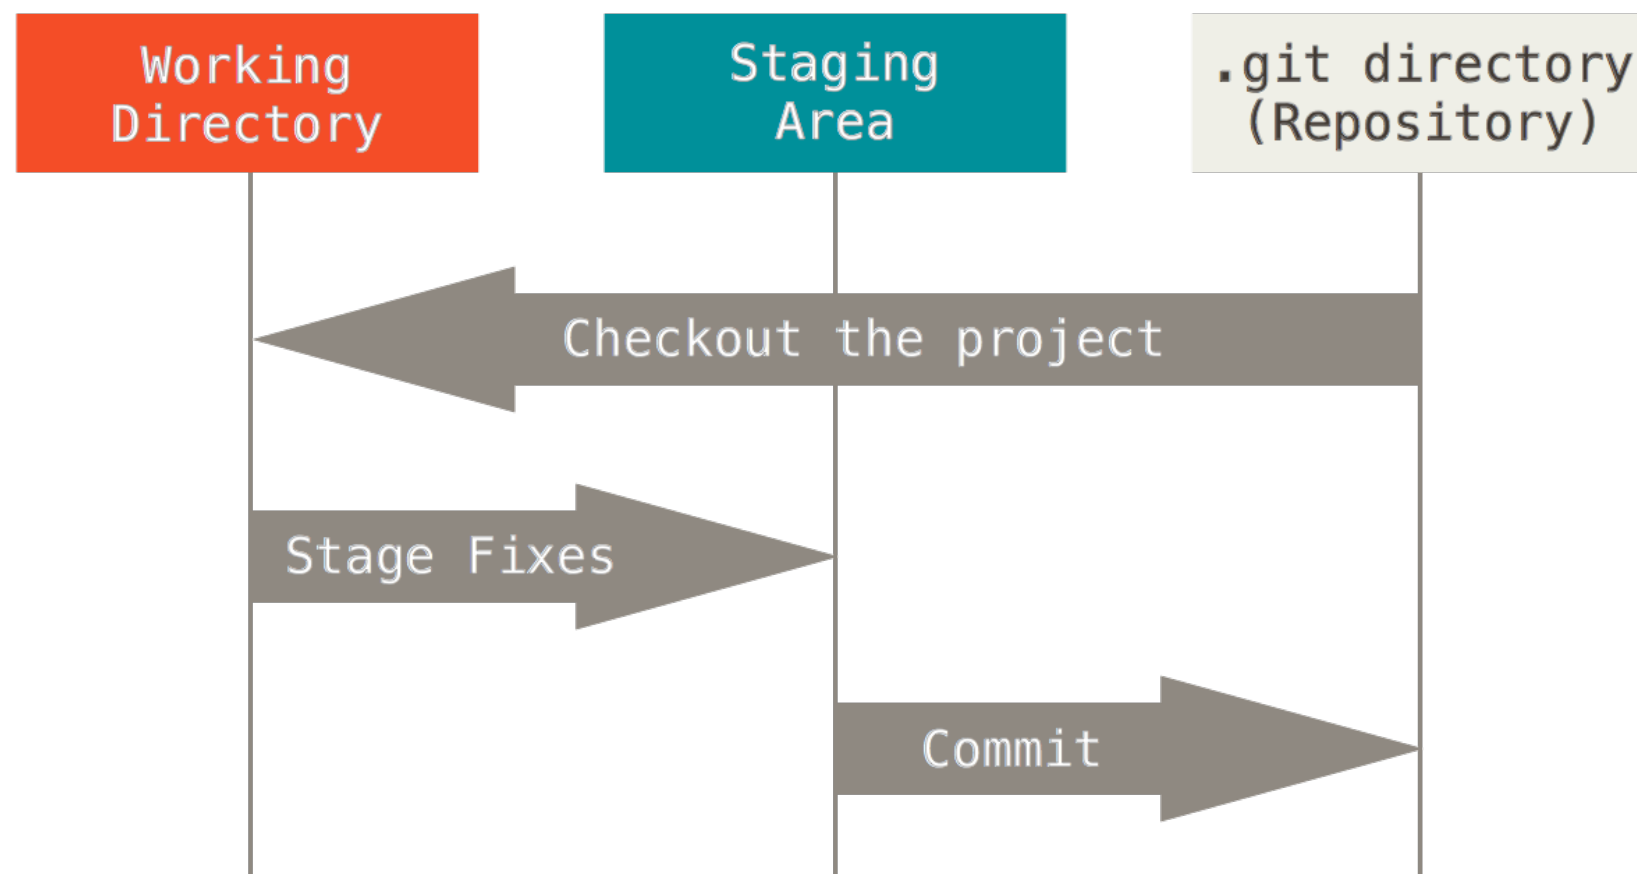 Working
Directory
Staging
Area
.git directory
(Repository)
Checkout the project
Stage Fixes
Commit